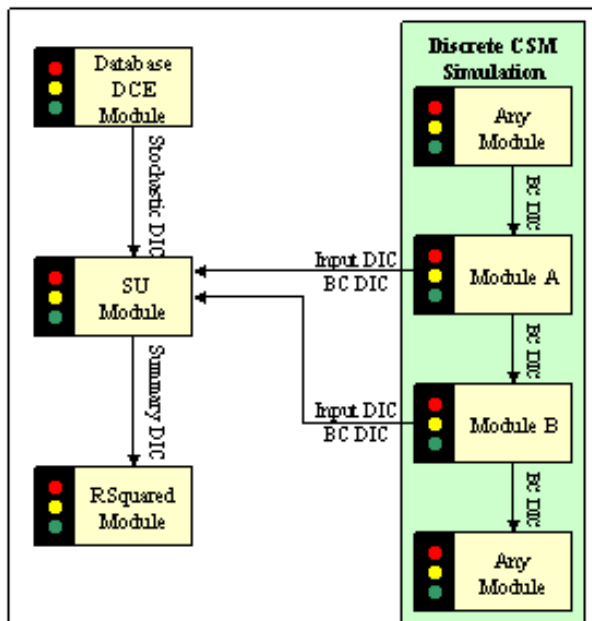 Database
DCE
Module
Stochastic DIC
SU
Module
Summary DIC
RSquared
Module
Discrete CSM
Simulation
Any
Module
BC DIC
Module A
Input DIC
BC DIC
BC DIC
Module B
Input DIC
BC DIC
BC DIC
Any
Module